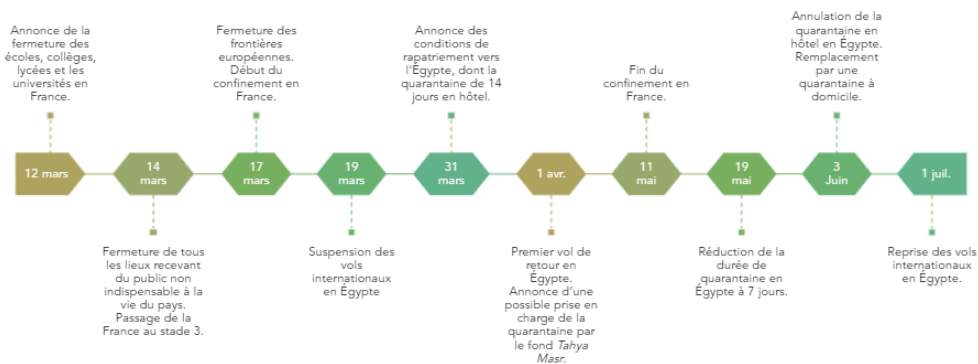 Annonce de la
fermeture des
écoles, collèges,
lycées et les
universités en
France.
Fermeture des
frontières
européennes.
Début du
confinement en
France.
Annonce des
conditions de
rapatriement vers
l'Égypte, dont la
quarantaine de 14
jours en hôtel.
Fin du
confinement en
France.
Annulation de la
quarantaine en
hôtel en Égypte.
Remplacement
par une
quarantaine à
domicile.
12 mars
14
mars
17
mars
19
mars
31
mars
1 avr.
11
mai
19
mai
3
Juin
1 juil.
Fermeture de tous
les lieux recevant
du public non
indispensable à la
vie du pays.
Passage de la
France au stade 3.
Suspension des
vols
internationaux
en Égypte
Premier vol de
retour en
Égypte.
Annonce d'une
possible prise en
charge de la
quarantaine par
le fond Tahya
Masr.
Réduction de la
durée de
quarantaine en
Égypte à 7 jours.
Reprise des vols
internationaux
en Égypte.